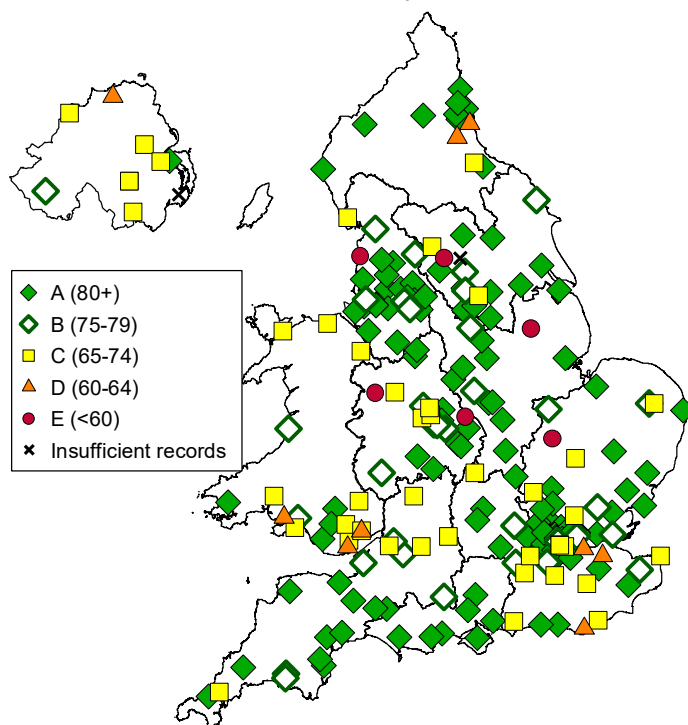 A (80+)
B (75-79)
C (65-74)
D (60-64)
E (<60)
Insufficient records